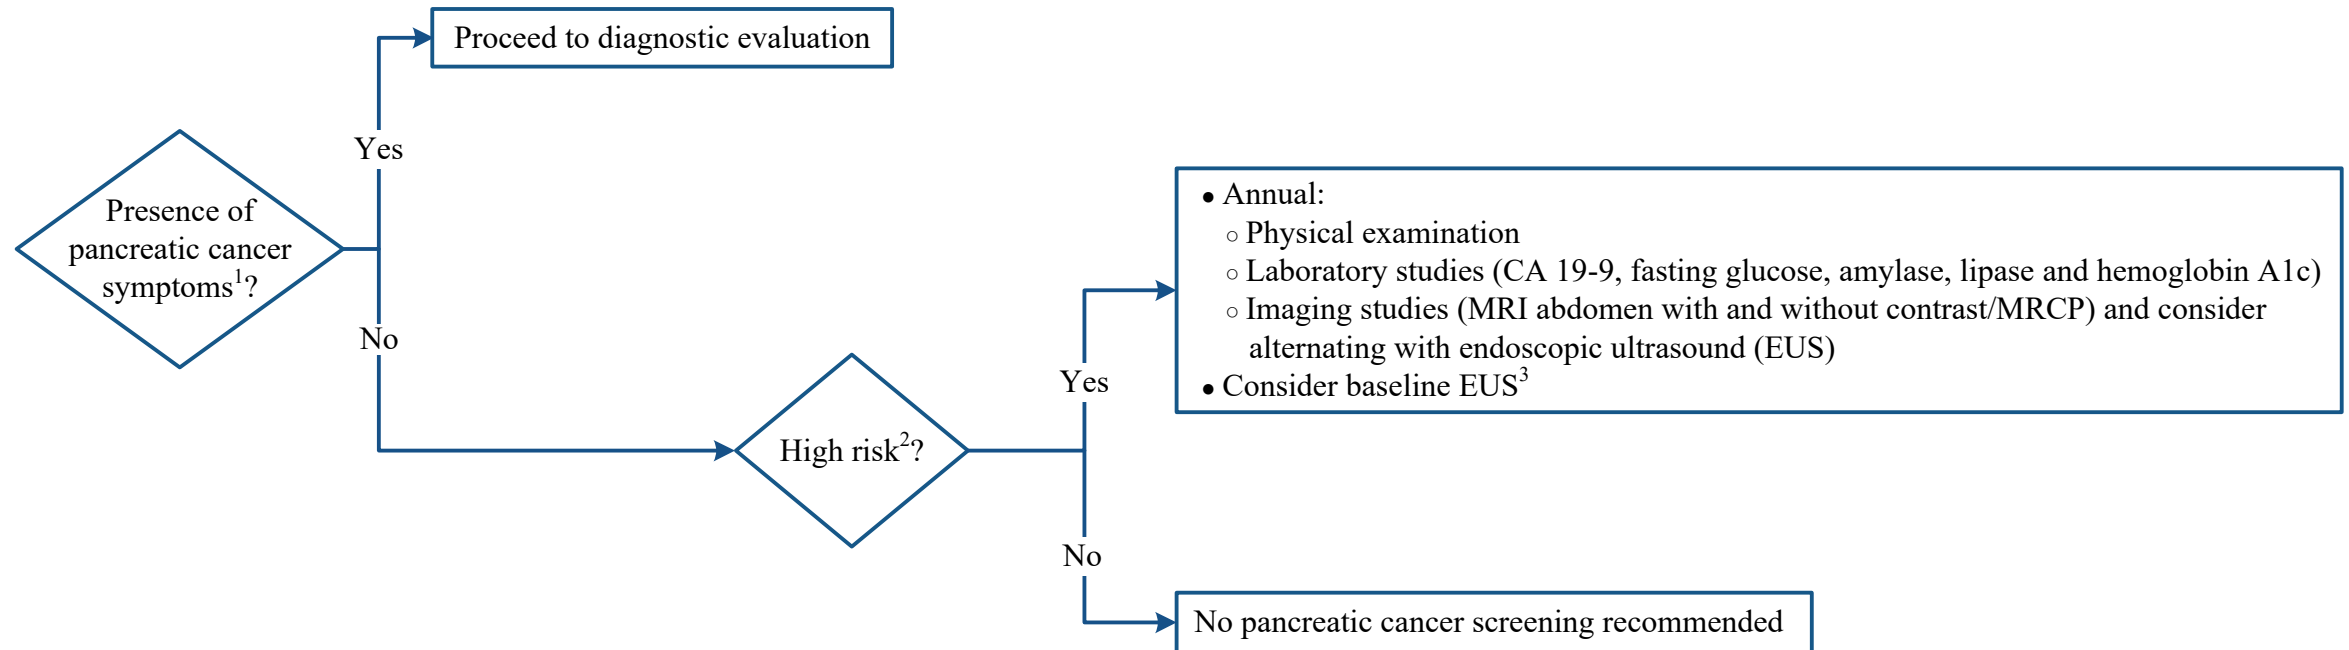 Proceed to diagnostic evaluation
Yes
Presence of
pancreatic cancer
symptoms1?
No
High risk2?
Yes
• Annual:
○ Physical examination
○ Laboratory studies (CA 19-9, fasting glucose, amylase, lipase and hemoglobin A1c)
○ Imaging studies (MRI abdomen with and without contrast/MRCP) and consider
alternating with endoscopic ultrasound (EUS)
• Consider baseline EUS3
No
No pancreatic cancer screening recommended